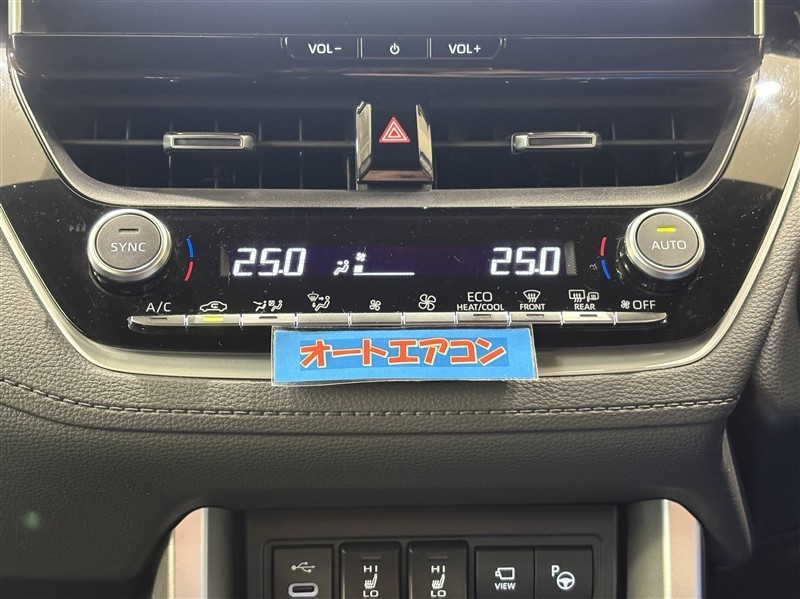 VOL- VOL+
SYNC 25.0 25.0 AUTO
A/C ECO HEAT/COOL FRONT REAR OFF
オートエアコン
HI LO HI LO VIEW P